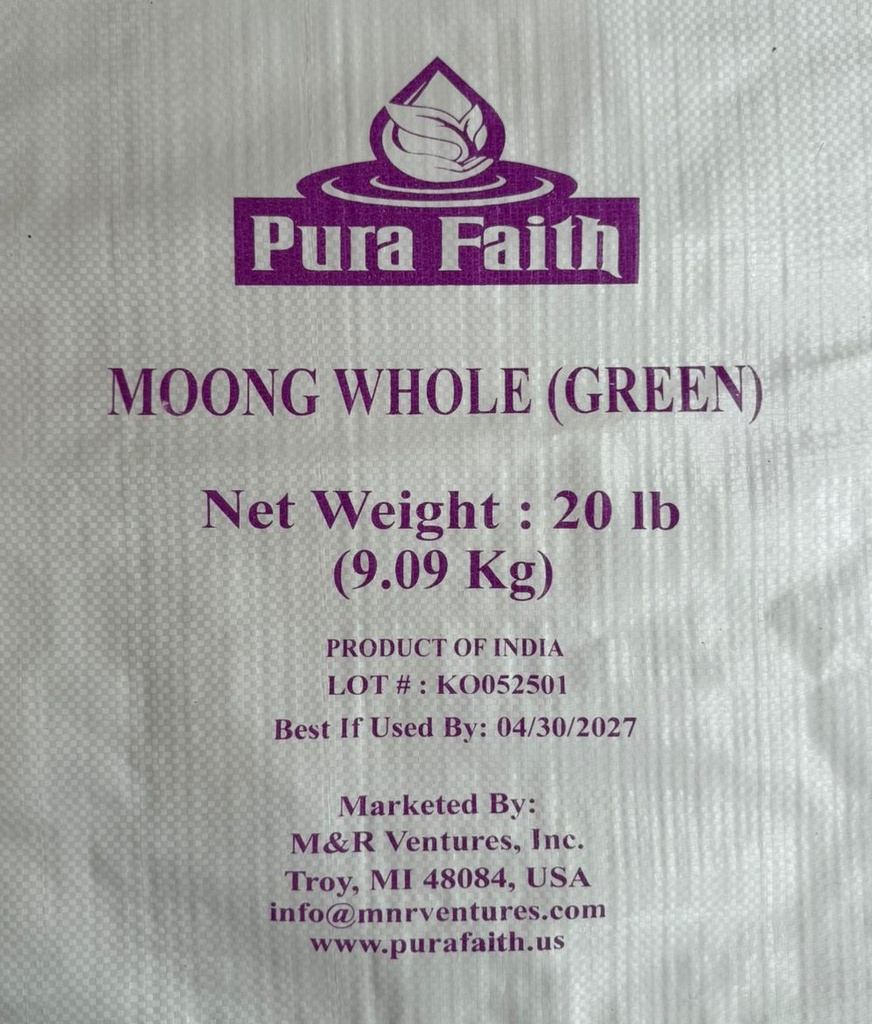 Pura Faith
MOONG WHOLE (GREEN)
Net Weight : 20 lb
(9.09 Kg)
PRODUCT OF INDIA
LOT # : KO052501
Best If Used By: 04/30/2027
Marketed By:
M&R Ventures, Inc.
Troy, MI 48084, USA
info@mnrventures.com
www.purafaith.us